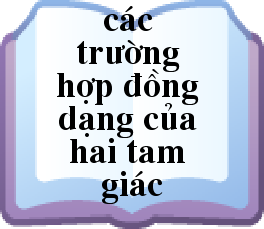 các
trường
hợp đồng
dạng của
hai tam
giác